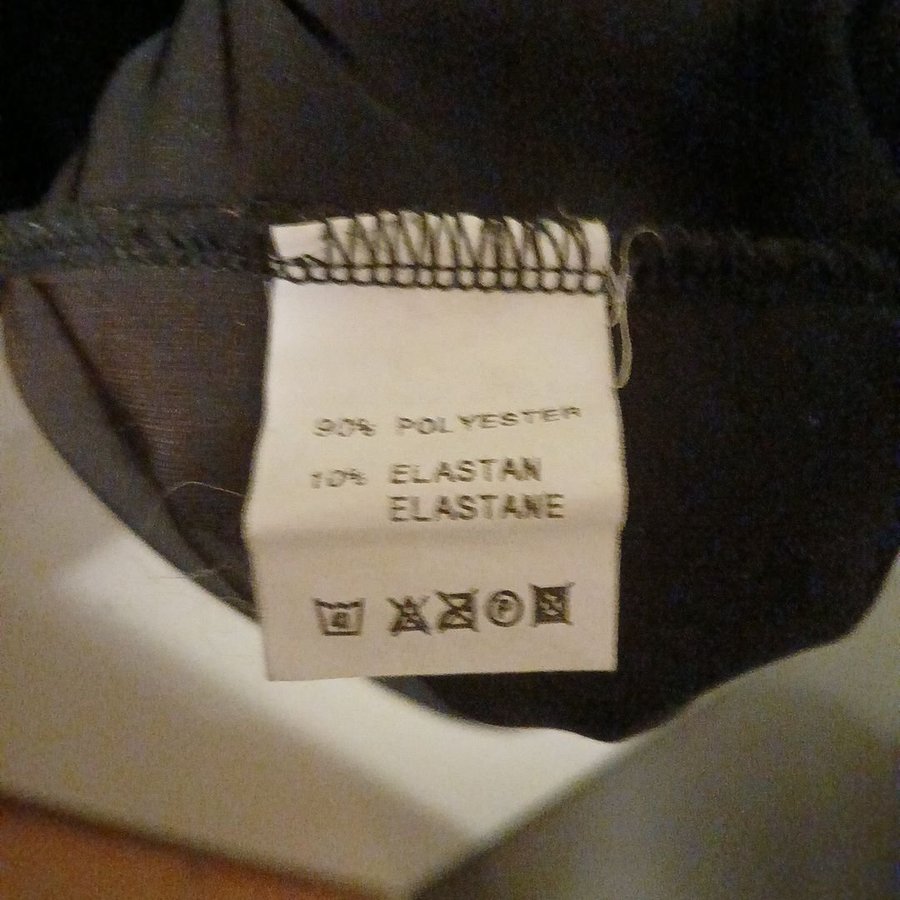 90% POLYESTER
10% ELASTAN
ELASTANE
P